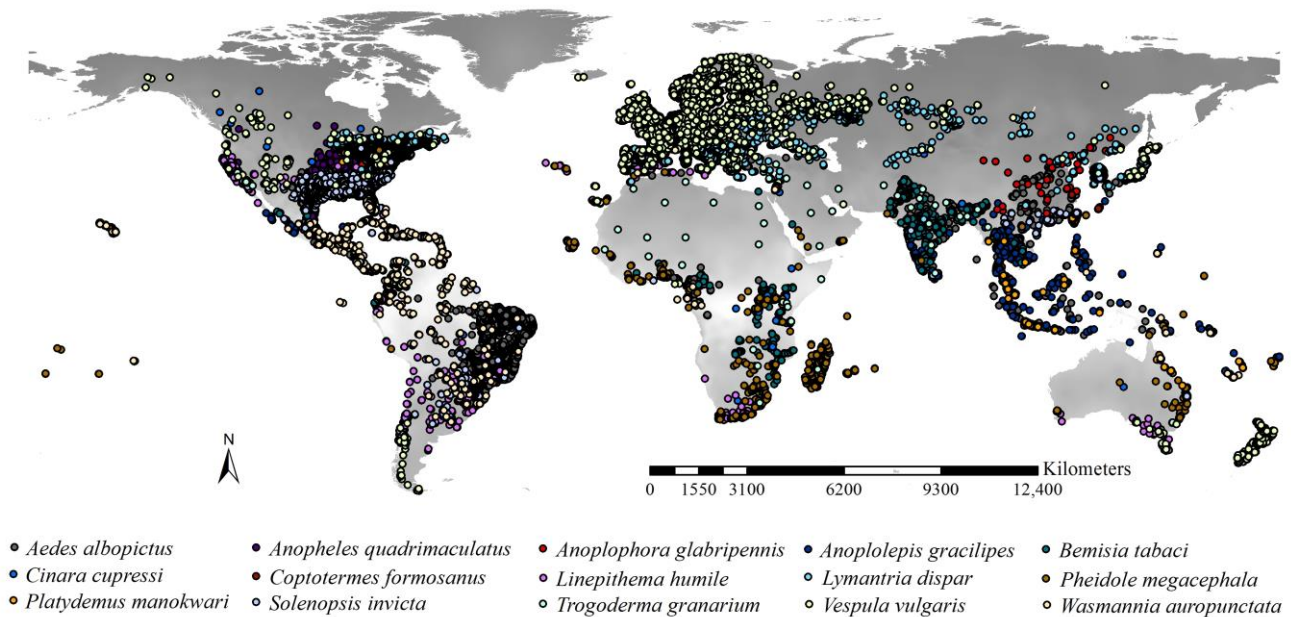 N
Kilometers
0 1550 3100 6200 9300 12,400
Aedes albopictus Anopheles quadrimaculatus Anoplophora glabripennis Anoplolepis gracilipes Bemisia tabaci
Cinara cupressi Coptotermes formosanus Linepithema humile Lymantria dispar Pheidole megacephala
Platydemus manokwari Solenopsis invicta Trogoderma granarium Vespula vulgaris Wasmannia auropunctata